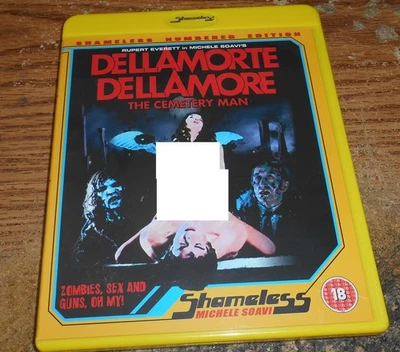 Shameless
SHAMELESS NUMBERED EDITION
RUPERT EVERETT IN MICHELE SOAVI'S
DELLAMORTE
DELLAMORE
THE CEMETERY MAN
ZOMBIES, SEX AND
GUNS, OH MY!
Shameless
MICHELE SOAVI
18